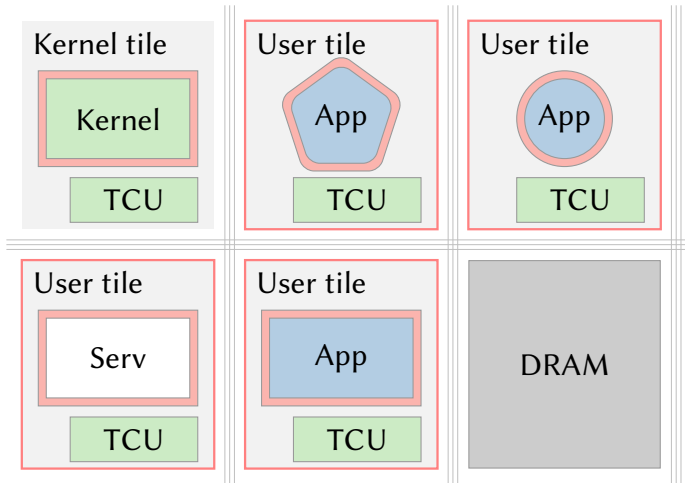 Kernel tile
Kernel
TCU
User tile
App
TCU
User tile
App
TCU
User tile
Serv
TCU
User tile
App
TCU
DRAM